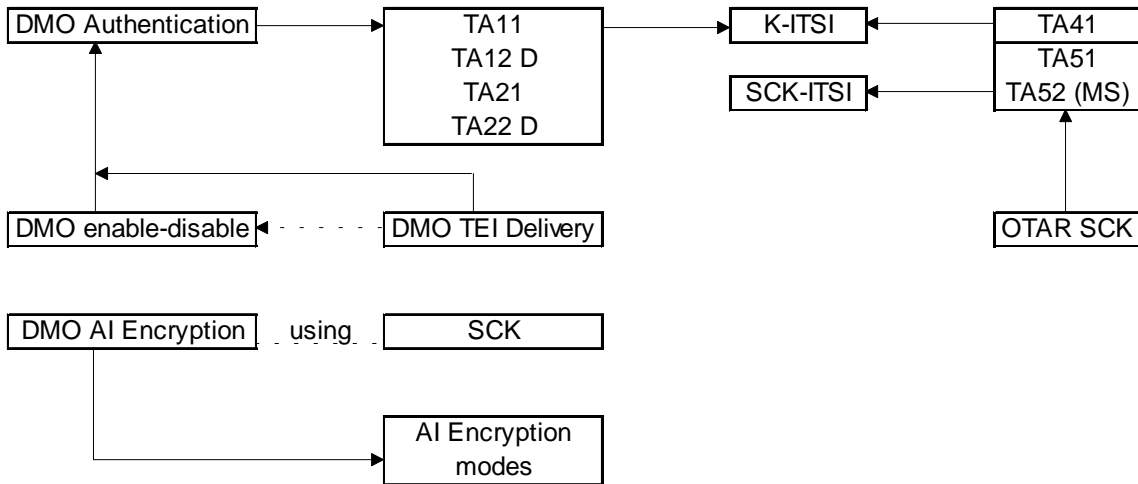 DMO Authentication
TA11
TA12 D
TA21
TA22 D
K-ITSI
SCK-ITSI
TA41
TA51
TA52 (MS)
DMO enable-disable
DMO TEI Delivery
OTAR SCK
DMO AI Encryption
using
SCK
AI Encryption
modes